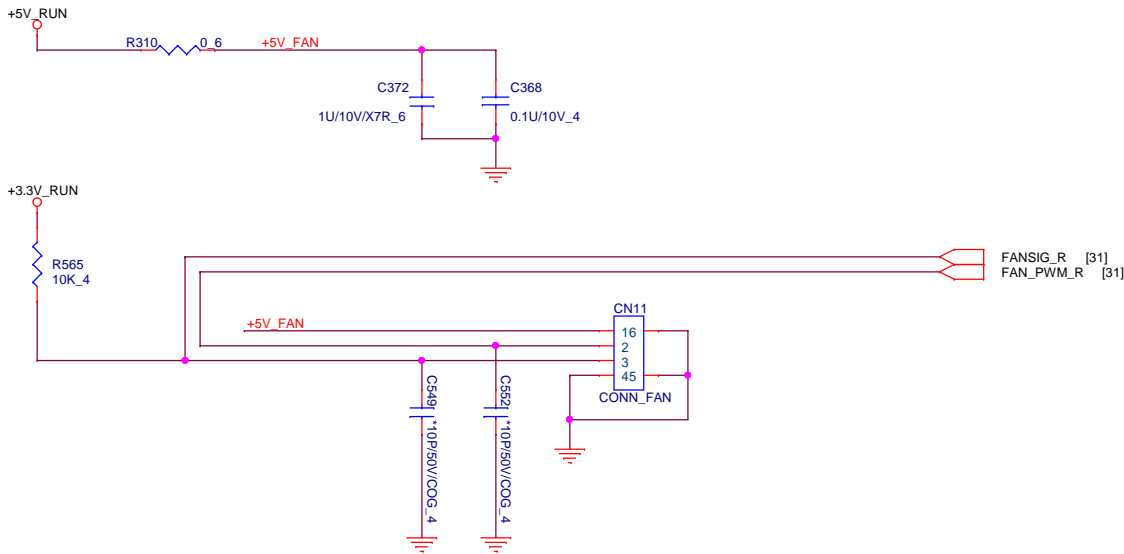 +5V_RUN
R310 0_6 +5V_FAN
C372 C368
1U/10V/X7R_6 0.1U/10V_4
+3.3V_RUN
R565
10K_4
FANSIG_R [31]
FAN_PWM_R [31]
CN11
+5V_FAN
16
2
3
45
CONN_FAN
C549
*10P/50V/COG_4
C552
*10P/50V/COG_4